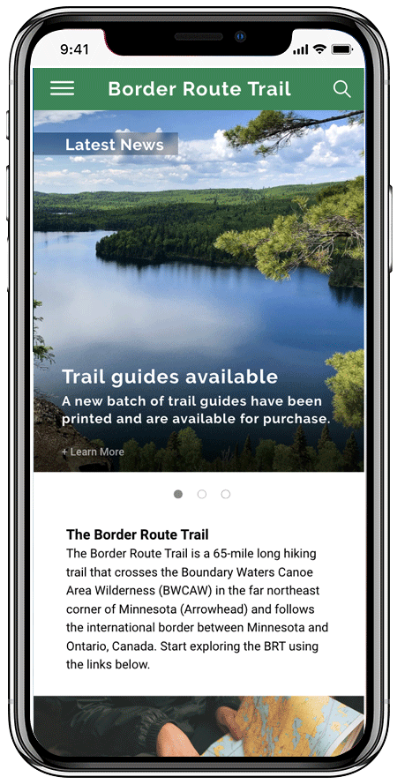 9:41
Border Route Trail
Latest News
Trail guides available
A new batch of trail guides have been
printed and are available for purchase.
+ Learn More
The Border Route Trail
The Border Route Trail is a 65-mile long hiking
trail that crosses the Boundary Waters Canoe
Area Wilderness (BWCAW) in the far northeast
corner of Minnesota (Arrowhead) and follows
the international border between Minnesota and
Ontario, Canada. Start exploring the BRT using
the links below.